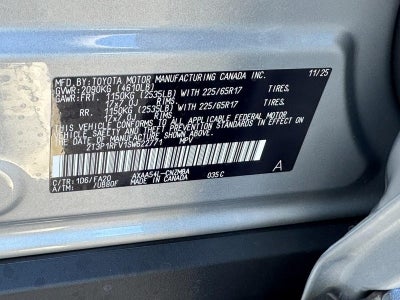 MFD.BY:TOYOTA MOTOR MANUFACTURING CANADA INC. 11/25
GVWR:2090KG (4610LB)
GAWR:FRT. 1150KG (2535LB) WITH 225/65R17 TIRES,
17x7.0J RIMS,
RR. 1150KG (2535LB) WITH 225/65R17 TIRES,
17x7.0J RIMS,
THIS VEHICLE CONFORMS TO ALL APPLICABLE FEDERAL MOTOR
VEHICLE SAFETY AND THEFT PREVENTION STANDARDS IN EFFECT ON
THE DATE OF MANUFACTURE SHOWN ABOVE.
2T3P1RFV1SW622771 MPV
A
C/TR:1D6/FA20 AXAA54L-CNZMBA
A/TM: MADE IN CANADA 035C